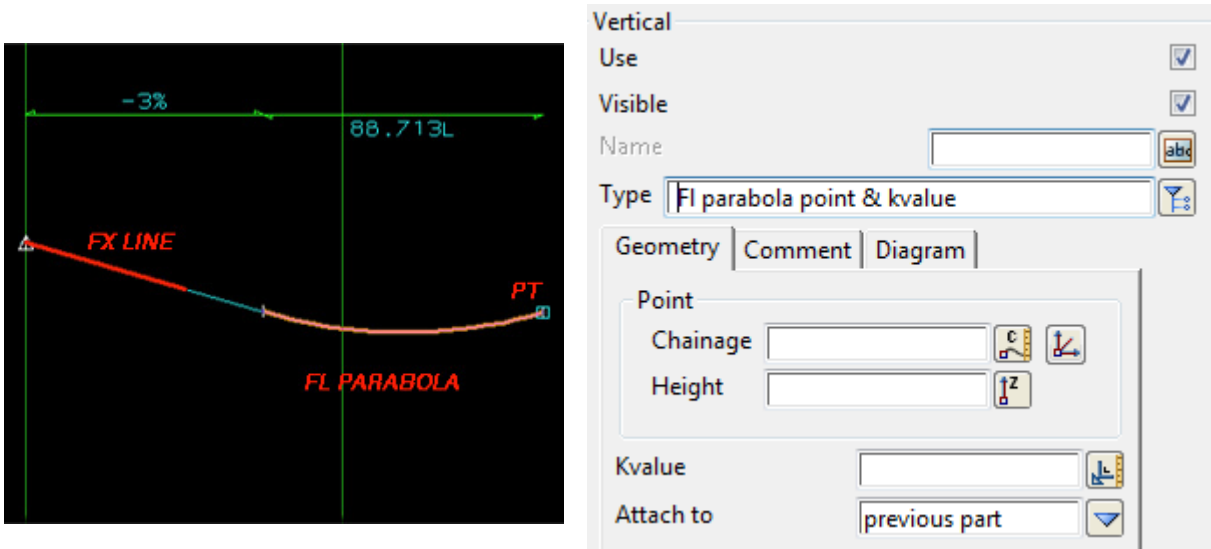 -3%
88.713L
FX LINE
PT
FL PARABOLA
Vertical
Use
Visible
Name
abc
Type Fl parabola point & kvalue
Geometry Comment Diagram
Point
Chainage C
Height Z
Kvalue
Attach to previous part